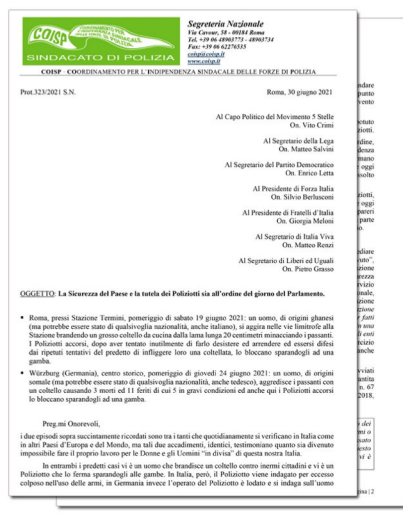 COORDINAMENTO PER L'INDIPENDENZA SINDACALE DELLE FORZE DI POLIZIA
COISP
SINDACATO DI POLIZIA
Segreteria Nazionale
Via Cavour, 58 - 00184 Roma
Tel. +39 06 48903773 - 48903734
Fax: +39 06 62276535
coisp@coisp.it
www.coisp.it
COISP - COORDINAMENTO PER L'INDIPENDENZA SINDACALE DELLE FORZE DI POLIZIA
Prot.323/2021 S.N. Roma, 30 giugno 2021
Al Capo Politico del Movimento 5 Stelle
On. Vito Crimi
Al Segretario della Lega
On. Matteo Salvini
Al Segretario del Partito Democratico
On. Enrico Letta
Al Presidente di Forza Italia
On. Silvio Berlusconi
Al Presidente di Fratelli d'Italia
On. Giorgia Meloni
Al Segretario di Italia Viva
On. Matteo Renzi
Al Segretario di Liberi ed Uguali
On. Pietro Grasso
OGGETTO: La Sicurezza del Paese e la tutela dei Poliziotti sia all'ordine del giorno del Parlamento.
▪ Roma, pressi Stazione Termini, pomeriggio di sabato 19 giugno 2021: un uomo, di origini ghanesi
(ma potrebbe essere stato di qualsivoglia nazionalità, anche italiano), si aggira nelle vie limitrofe alla
Stazione brandendo un grosso coltello da cucina dalla lama lunga 20 centimetri minacciando i passanti.
I Poliziotti accorsi, dopo aver tentato inutilmente di farlo desistere ed arrendere ed essersi difesi
dai ripetuti tentativi del predetto di infliggere loro una coltellata, lo bloccano sparandogli ad una
gamba.
▪ Würzburg (Germania), centro storico, pomeriggio di giovedì 24 giugno 2021: un uomo, di origini
somale (ma potrebbe essere stato di qualsivoglia nazionalità, anche tedesco), aggredisce i passanti con
un coltello causando 3 morti ed 11 feriti di cui 5 in gravi condizioni ed anche qui i Poliziotti accorsi
lo bloccano sparandogli ad una gamba.
Preg.mi Onorevoli,
i due episodi sopra succintamente ricordati sono tra i tanti che quotidianamente si verificano in Italia come
in altri Paesi d'Europa e del Mondo, ma tali due accadimenti, identici, testimoniano quanto sia divenuto
impossibile fare il proprio lavoro per le Donne e gli Uomini "in divisa" di questa nostra Italia.
In entrambi i predetti casi vi è un uomo che brandisce un coltello contro inermi cittadini e vi è un
Poliziotto che lo ferma sparandogli alle gambe. In Italia, però, il Poliziotto viene indagato per eccesso
colposo nell'uso delle armi, in Germania invece l'operato del Poliziotto è lodato e si indaga sull'uomo